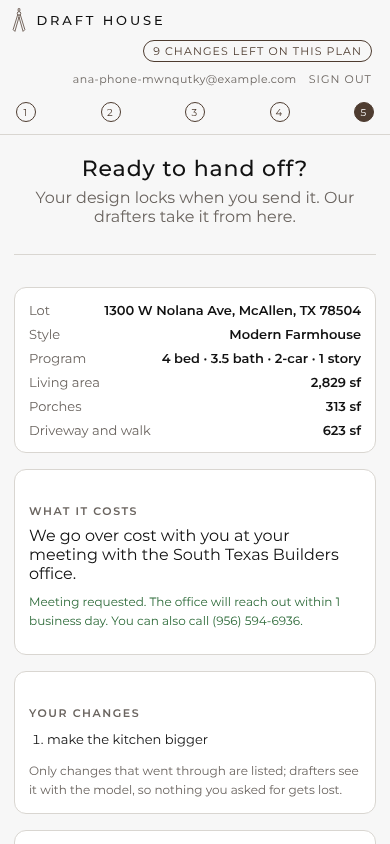 DRAFT HOUSE
9 CHANGES LEFT ON THIS PLAN
ana-phone-mwnqutky@example.com SIGN OUT
1 2 3 4 5
Ready to hand off?
Your design locks when you send it. Our
drafters take it from here.
Lot 1300 W Nolana Ave, McAllen, TX 78504
Style Modern Farmhouse
Program 4 bed · 3.5 bath · 2-car · 1 story
Living area 2,829 sf
Porches 313 sf
Driveway and walk 623 sf
WHAT IT COSTS
We go over cost with you at your
meeting with the South Texas Builders
office.
Meeting requested. The office will reach out within 1
business day. You can also call (956) 594-6936.
YOUR CHANGES
1. make the kitchen bigger
Only changes that went through are listed; drafters see
it with the model, so nothing you asked for gets lost.